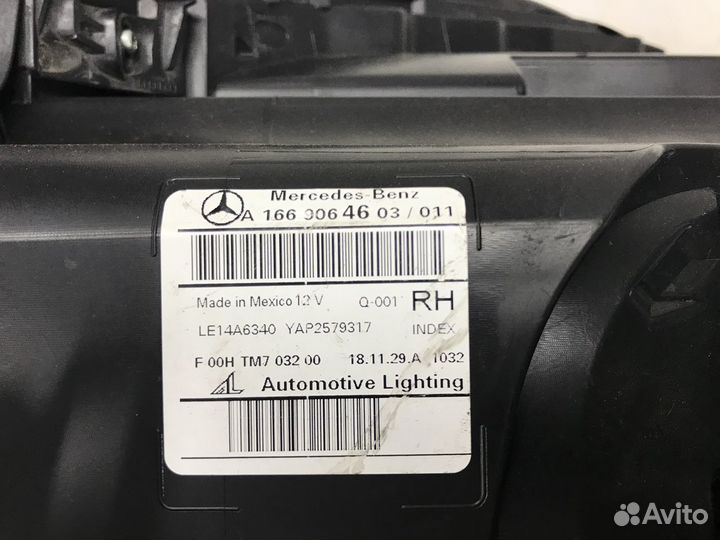 Mercedes-Benz
A 166 906 46 03 / 011
Made in Mexico 12 V Q-001 RH
LE14A6340 YAP2579317 INDEX
F 00H TM7 032 00 18.11.29.A 1032
AL Automotive Lighting
Avito